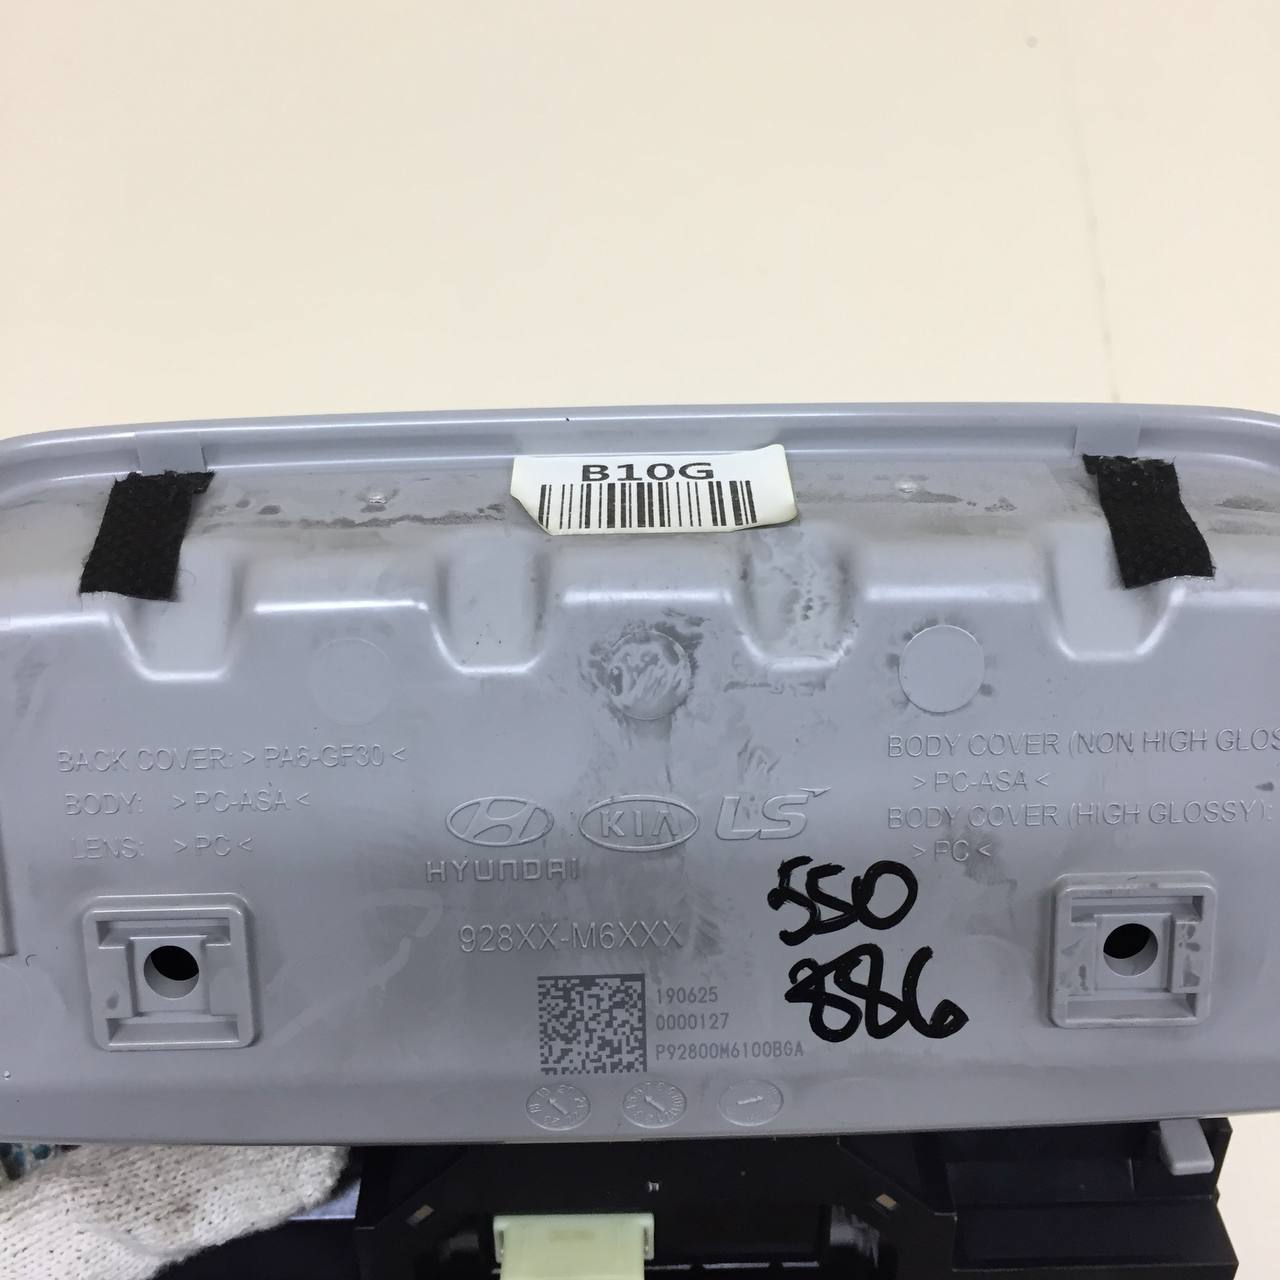 B10G
BACK COVER: > PA6-GF30 <
BODY: > PC-ASA <
LENS: > PC <
BODY COVER (NON HIGH GLOS
> PC-ASA <
BODY COVER (HIGH GLOSSY):
> PC <
HYUNDAI
KIA
LS
928XX-M6XXX
550
886
190625
0000127
P92800M6100BGA